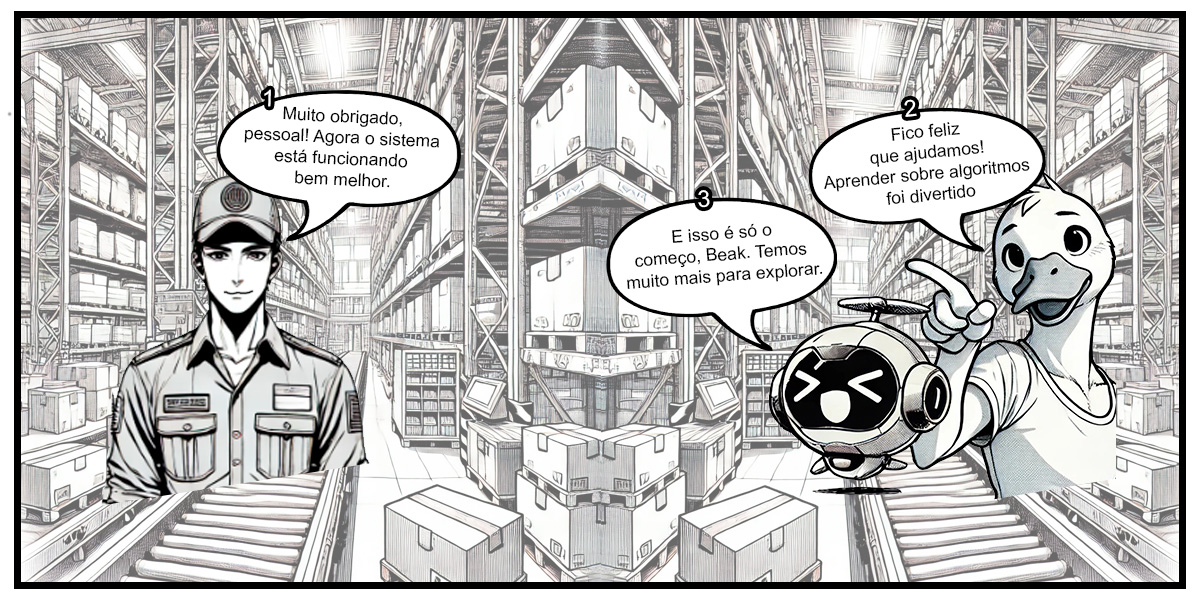 1
Muito obrigado,
pessoal! Agora o sistema
está funcionando
bem melhor.
2
Fico feliz
que ajudamos!
Aprender sobre algoritmos
foi divertido
3
E isso é só o
começo, Beak. Temos
muito mais para explorar.